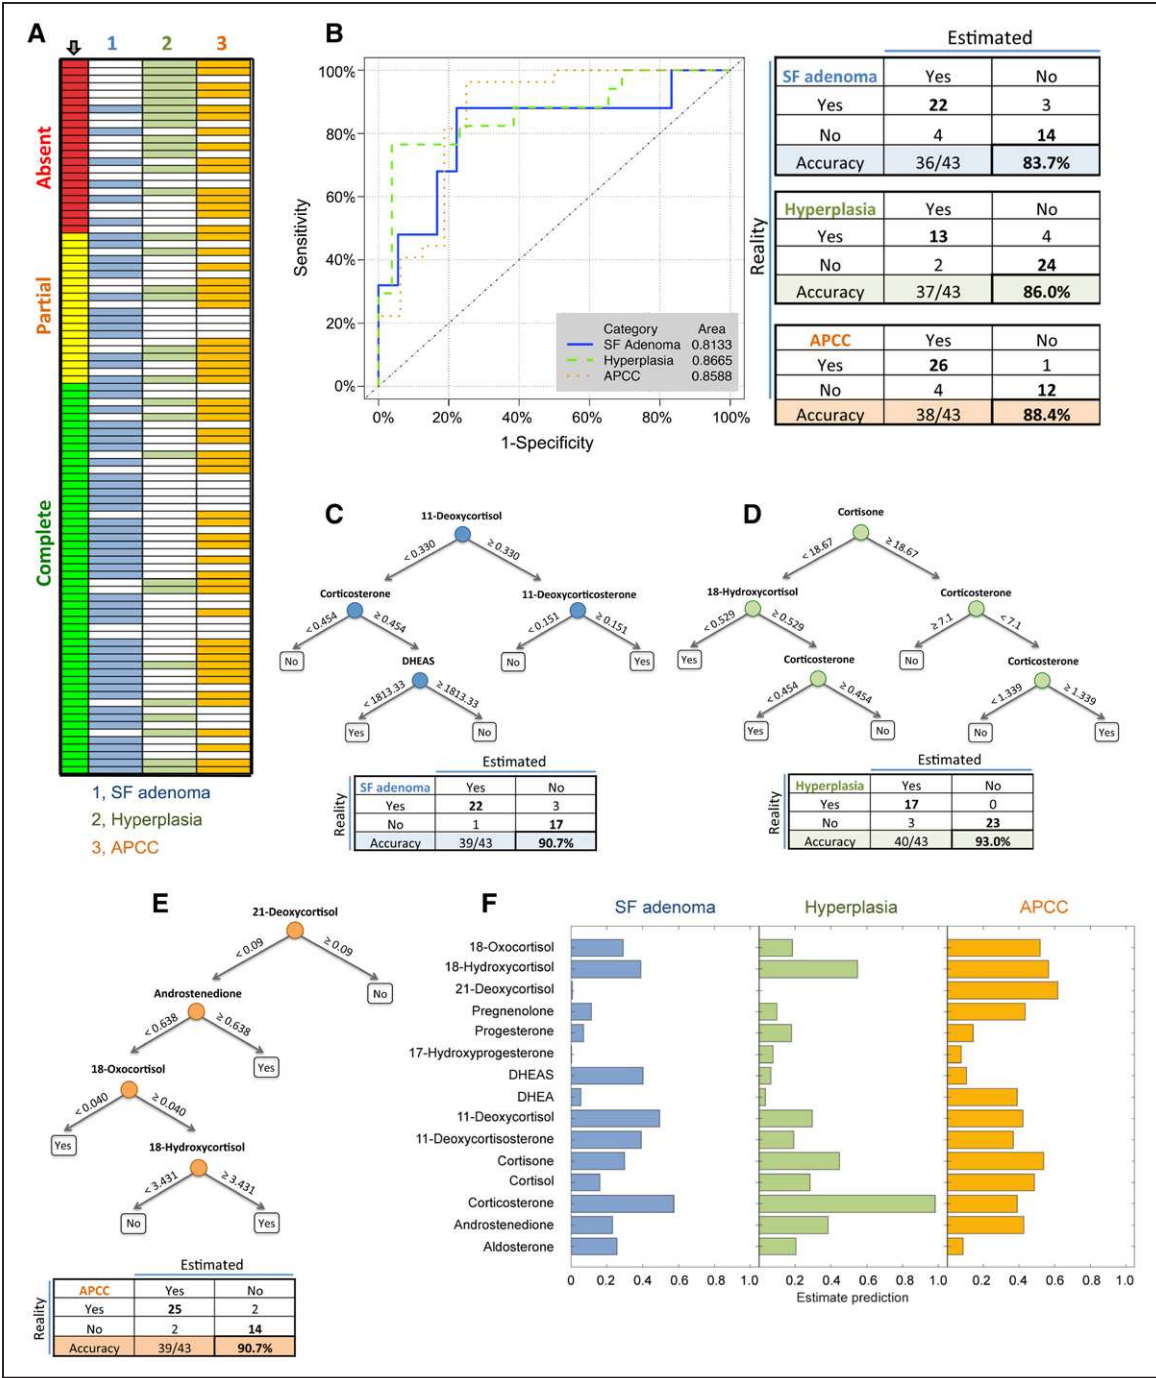 A
1 2 3
Absent
Partial
Complete
1, SF adenoma
2, Hyperplasia
3, APCC
B
Sensitivity
100%
80%
60%
40%
20%
0%
0% 20% 40% 60% 80% 100%
1-Specificity
Category Area
SF Adenoma 0.8133
Hyperplasia 0.8665
APCC 0.8588
Estimated
Reality
SF adenoma Yes No
Yes 22 3
No 4 14
Accuracy 36/43 83.7%
Hyperplasia Yes No
Yes 13 4
No 2 24
Accuracy 37/43 86.0%
APCC Yes No
Yes 26 1
No 4 12
Accuracy 38/43 88.4%
C
11-Deoxycortisol
< 0.330 ≥ 0.330
Corticosterone 11-Deoxycorticosterone
< 0.454 ≥ 0.454 < 0.151 ≥ 0.151
No DHEAS No Yes
< 1813.33 ≥ 1813.33
Yes No
Estimated
Reality
SF adenoma Yes No
Yes 22 3
No 1 17
Accuracy 39/43 90.7%
D
Cortisone
< 18.67 ≥ 18.67
18-Hydroxycortisol Corticosterone
< 0.529 ≥ 0.529 ≥ 7.1 < 7.1
Yes Corticosterone No Corticosterone
< 0.454 ≥ 0.454 < 1.339 ≥ 1.339
Yes No No Yes
Estimated
Reality
Hyperplasia Yes No
Yes 17 0
No 3 23
Accuracy 40/43 93.0%
E
21-Deoxycortisol
< 0.09 ≥ 0.09
Androstenedione No
< 0.638 ≥ 0.638
18-Oxocortisol Yes
< 0.040 ≥ 0.040
Yes 18-Hydroxycortisol
< 3.431 ≥ 3.431
No Yes
Estimated
Reality
APCC Yes No
Yes 25 2
No 2 14
Accuracy 39/43 90.7%
F
SF adenoma Hyperplasia APCC
18-Oxocortisol
18-Hydroxycortisol
21-Deoxycortisol
Pregnenolone
Progesterone
17-Hydroxyprogesterone
DHEAS
DHEA
11-Deoxycortisol
11-Deoxycortisosterone
Cortisone
Cortisol
Corticosterone
Androstenedione
Aldosterone
0 0.2 0.4 0.6 0.8 1.0 0.2 0.4 0.6 0.8 1.0 0.2 0.4 0.6 0.8 1.0
Estimate prediction